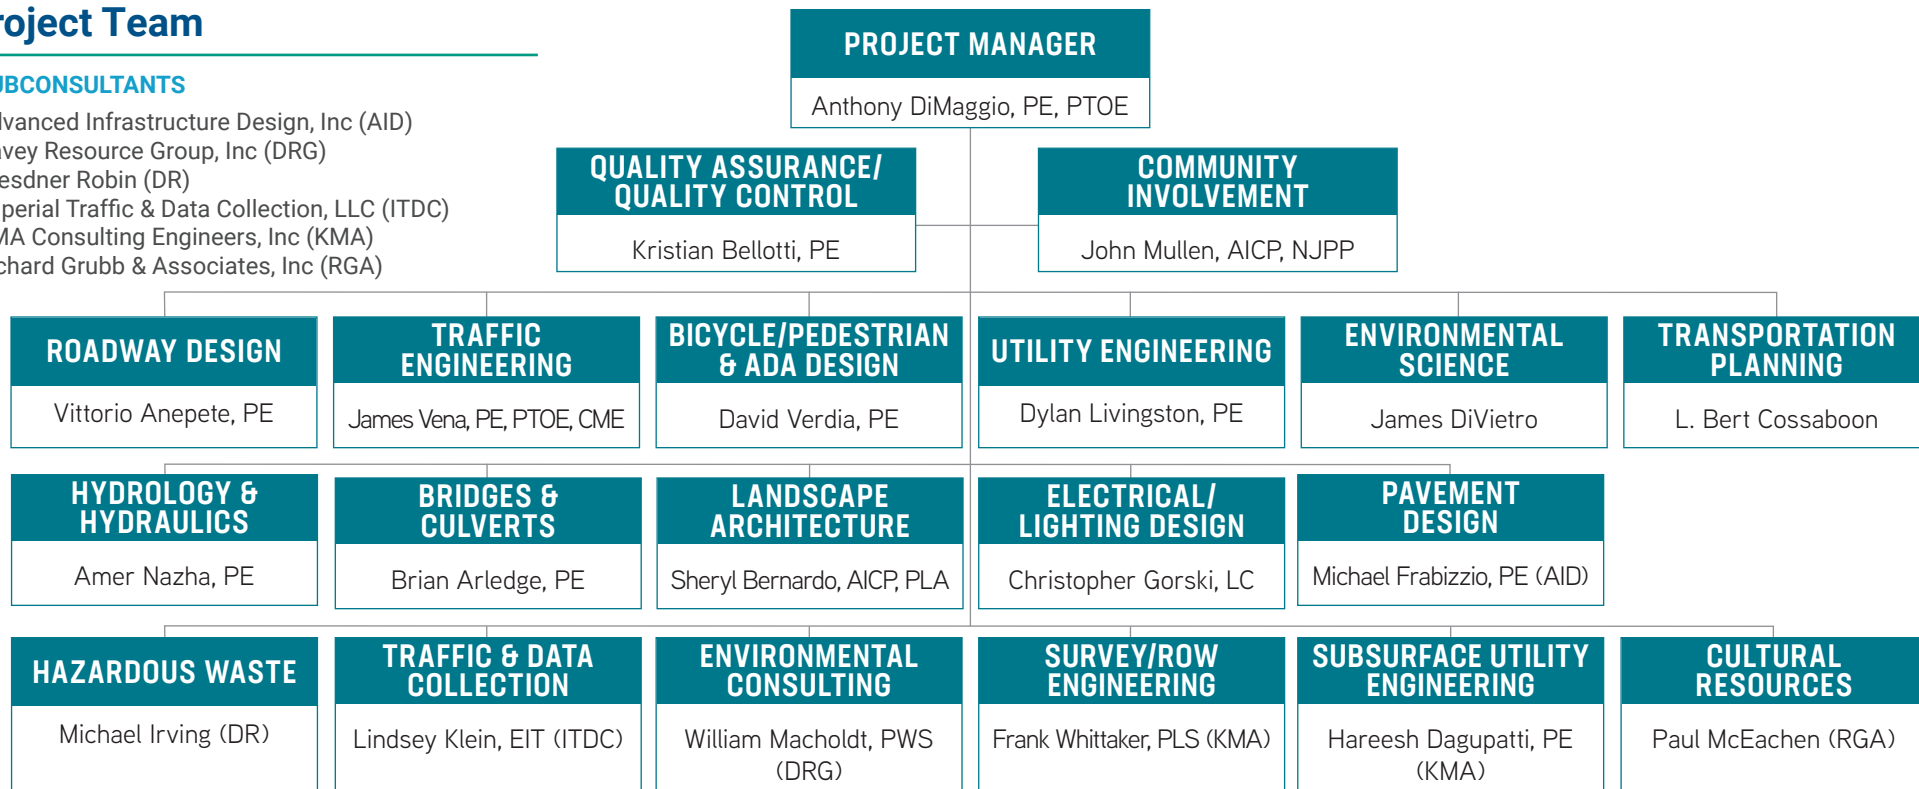 roject Team
UBCONSULTANTS
dvanced Infrastructure Design, Inc (AID)
avey Resource Group, Inc (DRG)
esdner Robin (DR)
perial Traffic & Data Collection, LLC (ITDC)
MA Consulting Engineers, Inc (KMA)
chard Grubb & Associates, Inc (RGA)
PROJECT MANAGER
Anthony DiMaggio, PE, PTOE
QUALITY ASSURANCE/
QUALITY CONTROL
Kristian Bellotti, PE
COMMUNITY
INVOLVEMENT
John Mullen, AICP, NJPP
ROADWAY DESIGN
Vittorio Anepete, PE
TRAFFIC
ENGINEERING
James Vena, PE, PTOE, CME
BICYCLE/PEDESTRIAN
& ADA DESIGN
David Verdia, PE
UTILITY ENGINEERING
Dylan Livingston, PE
ENVIRONMENTAL
SCIENCE
James DiVietro
TRANSPORTATION
PLANNING
L. Bert Cossaboon
HYDROLOGY &
HYDRAULICS
Amer Nazha, PE
BRIDGES &
CULVERTS
Brian Arledge, PE
LANDSCAPE
ARCHITECTURE
Sheryl Bernardo, AICP, PLA
ELECTRICAL/
LIGHTING DESIGN
Christopher Gorski, LC
PAVEMENT
DESIGN
Michael Frabizzio, PE (AID)
HAZARDOUS WASTE
Michael Irving (DR)
TRAFFIC & DATA
COLLECTION
Lindsey Klein, EIT (ITDC)
ENVIRONMENTAL
CONSULTING
William Macholdt, PWS
(DRG)
SURVEY/ROW
ENGINEERING
Frank Whittaker, PLS (KMA)
SUBSURFACE UTILITY
ENGINEERING
Hareesh Dagupatti, PE
(KMA)
CULTURAL
RESOURCES
Paul McEachen (RGA)